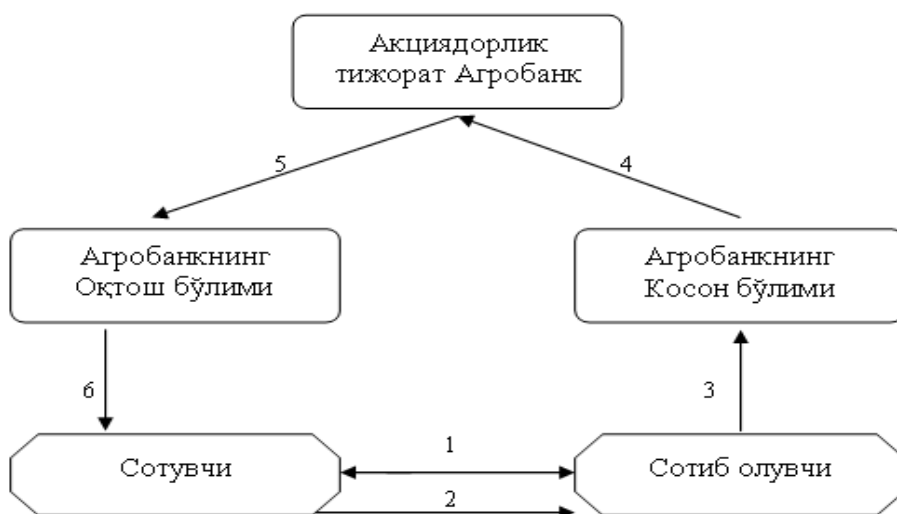 Акциядорлик
тижорат Агробанк
5
4
Агробанкнинг
Оқтош бўлими
Агробанкнинг
Косон бўлими
6
3
1
Сотувчи
Сотиб олувчи
2